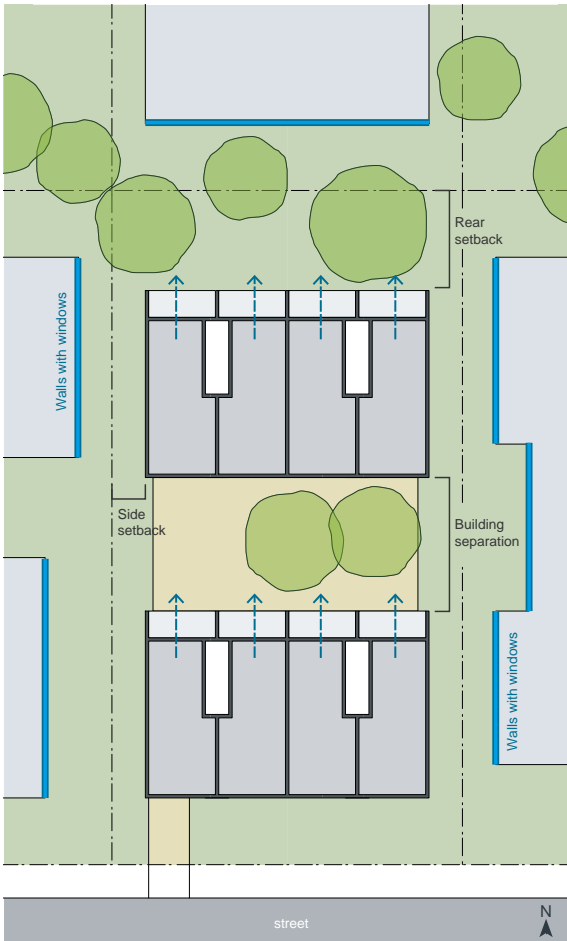 Rear
setback
Walls with windows
Side
setback
Building
separation
Walls with windows
street
N